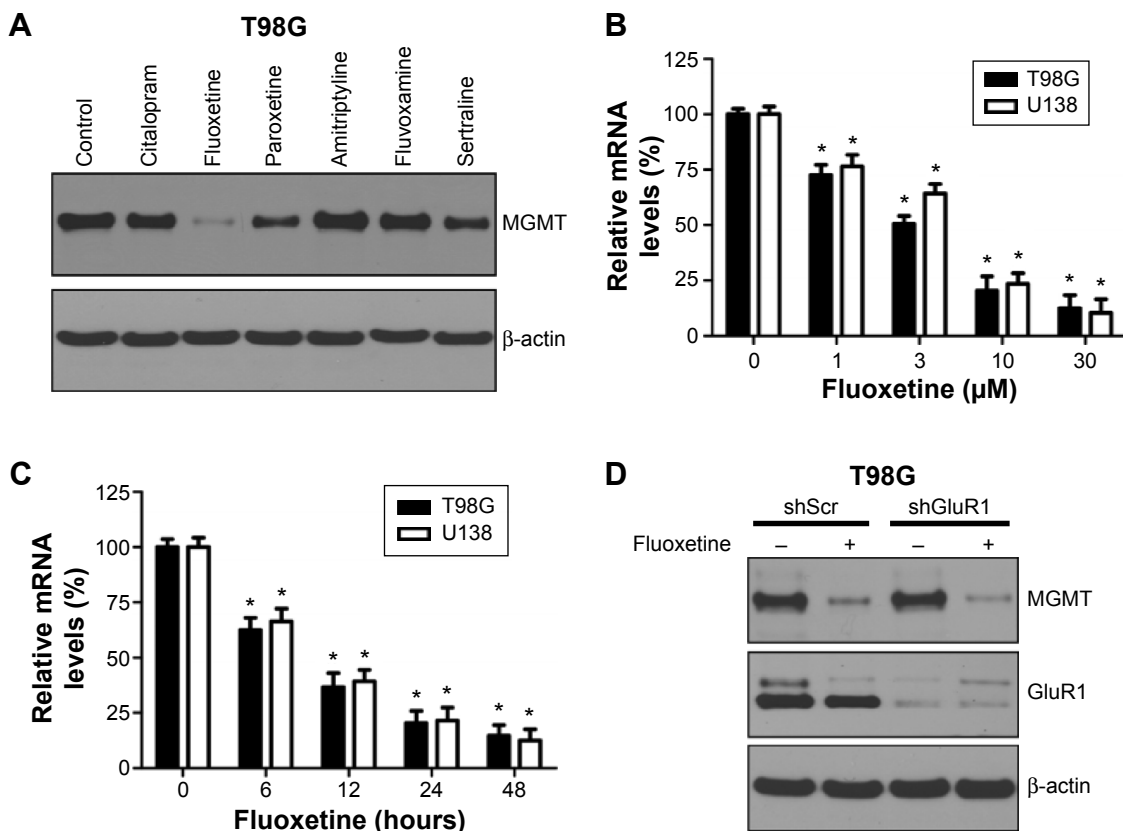 A
T98G
Control
Citalopram
Fluoxetine
Paroxetine
Amitriptyline
Fluvoxamine
Sertraline
MGMT
β-actin
B
Relative mRNA
levels (%)
125
100
75
50
25
0
T98G
U138
* * * * * * * *
0 1 3 10 30
Fluoxetine (µM)
C
Relative mRNA
levels (%)
125
100
75
50
25
0
T98G
U138
* * * * * * * *
0 6 12 24 48
Fluoxetine (hours)
D
T98G
shScr shGluR1
Fluoxetine – + – +
MGMT
GluR1
β-actin